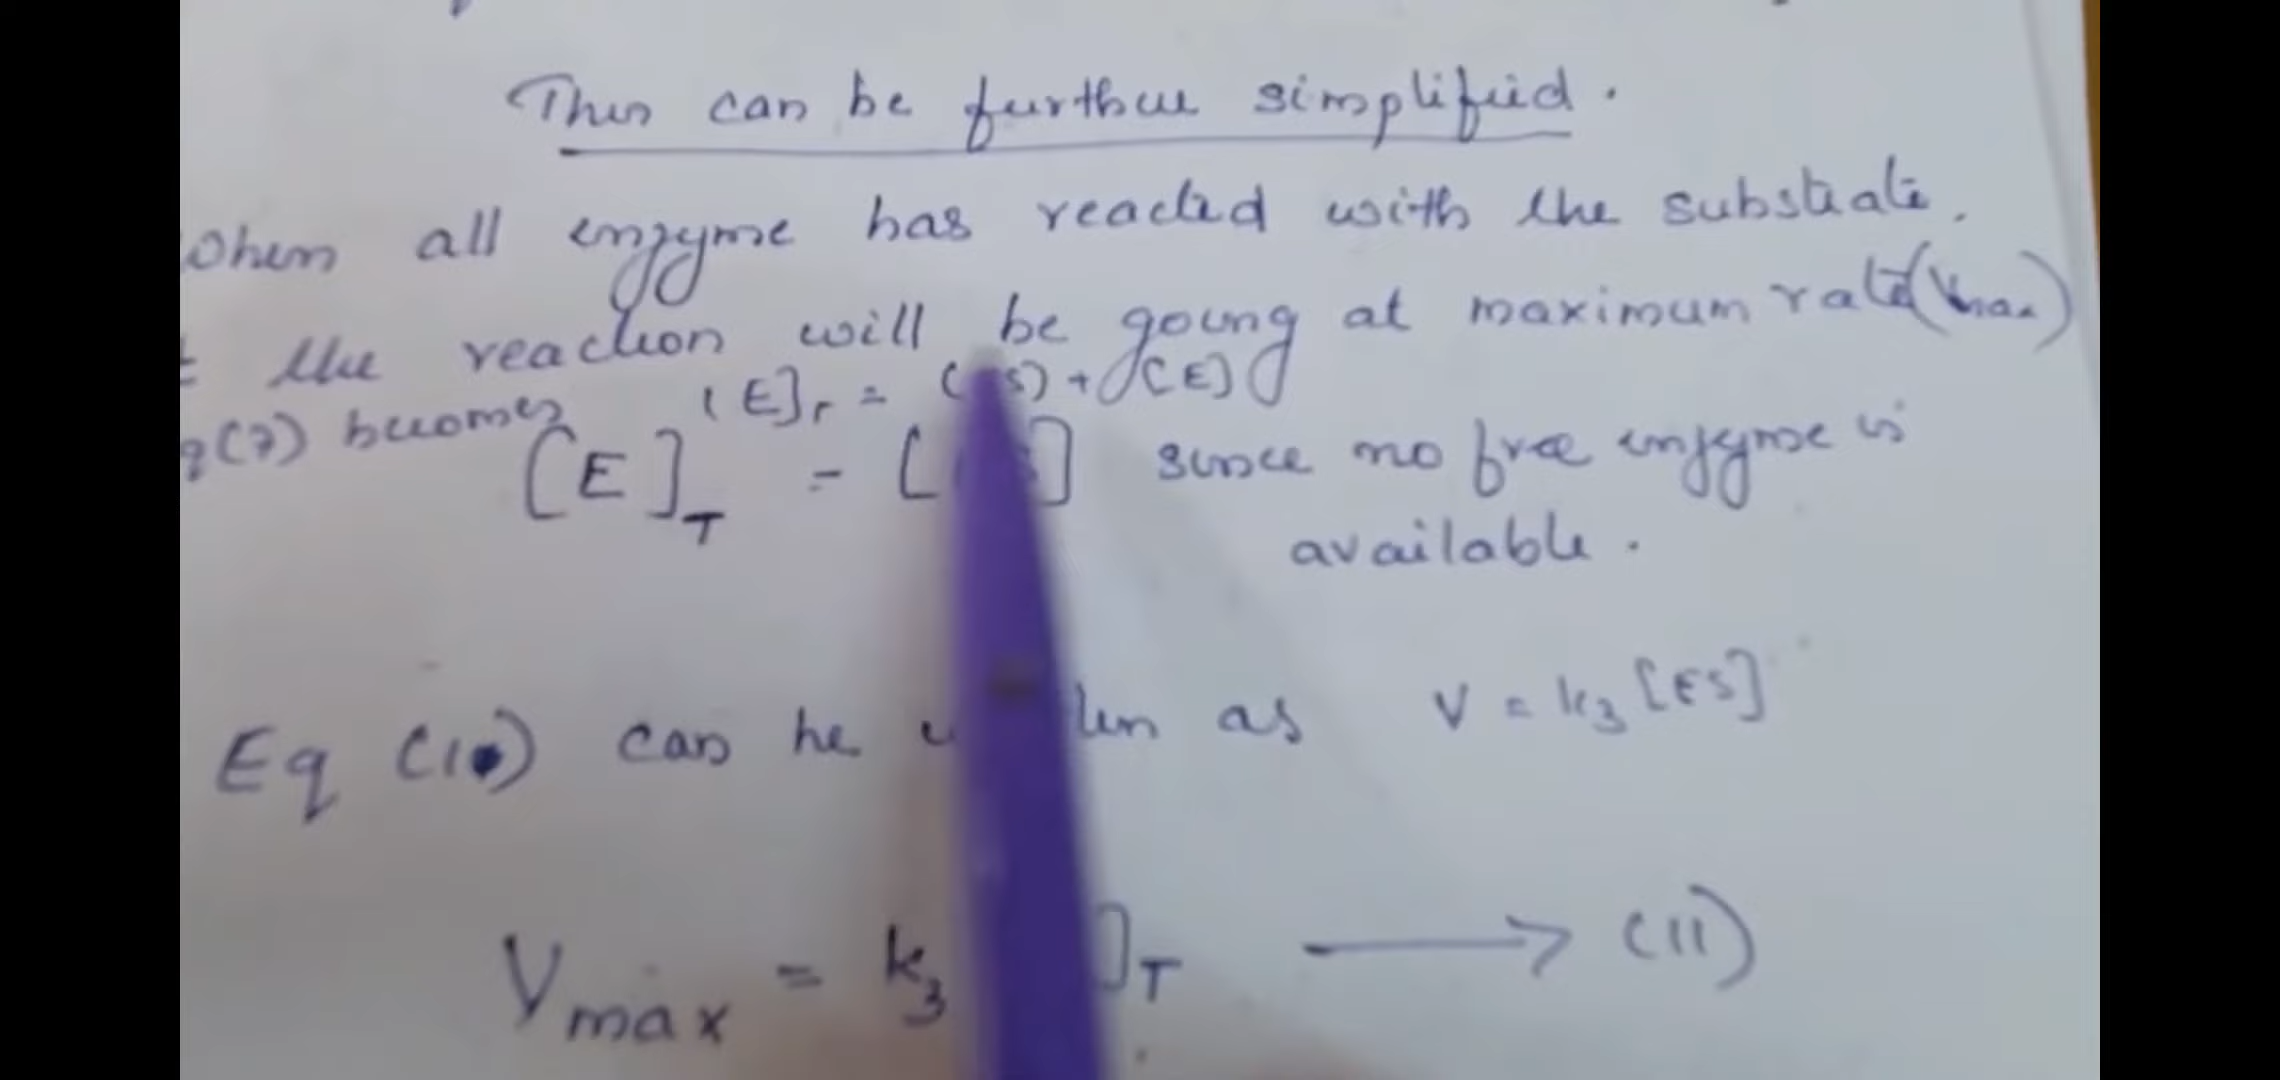 This can be further simplified.
When all enzyme has reacted with the substrate.
the reaction will be going at maximum rate (Vmax)
(7) becomes [E]T = ( S) + [E]
[E]T = [ ] since no free enzyme is
available.
Eq (10) can be as V = k3 [ES]
Vmax = k3 ]T → (11)